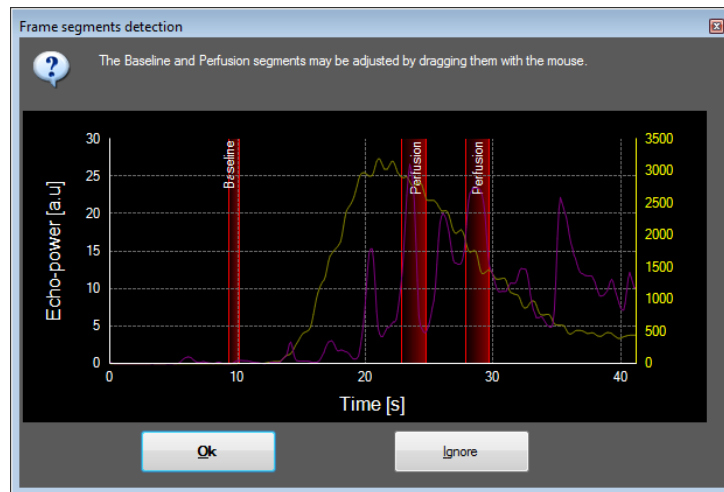 Frame segments detection
The Baseline and Perfusion segments may be adjusted by dragging them with the mouse.
30
25
20
15
10
5
0
Echo-power [a.u]
Baseline
Perfusion
Perfusion
3500
3000
2500
2000
1500
1000
500
0
0
10
20
30
40
Time [s]
Ok
Ignore